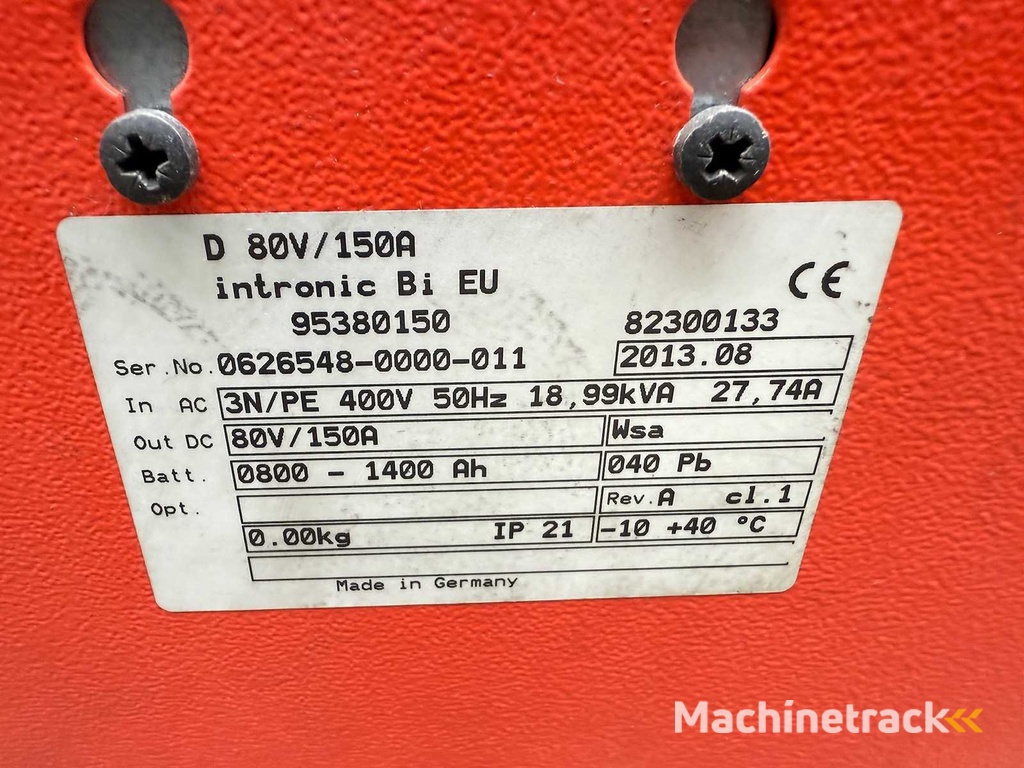 D 80V/150A
intronic Bi EU
CE
95380150 82300133
Ser.No. 0626548-0000-011 2013.08
In AC 3N/PE 400V 50Hz 18,99kVA 27,74A
Out DC 80V/150A Wsa
Batt. 0800 - 1400 Ah 040 Pb
Opt. Rev.A cl.1
0.00kg IP 21 -10 +40 °C
Made in Germany
Machinetrack